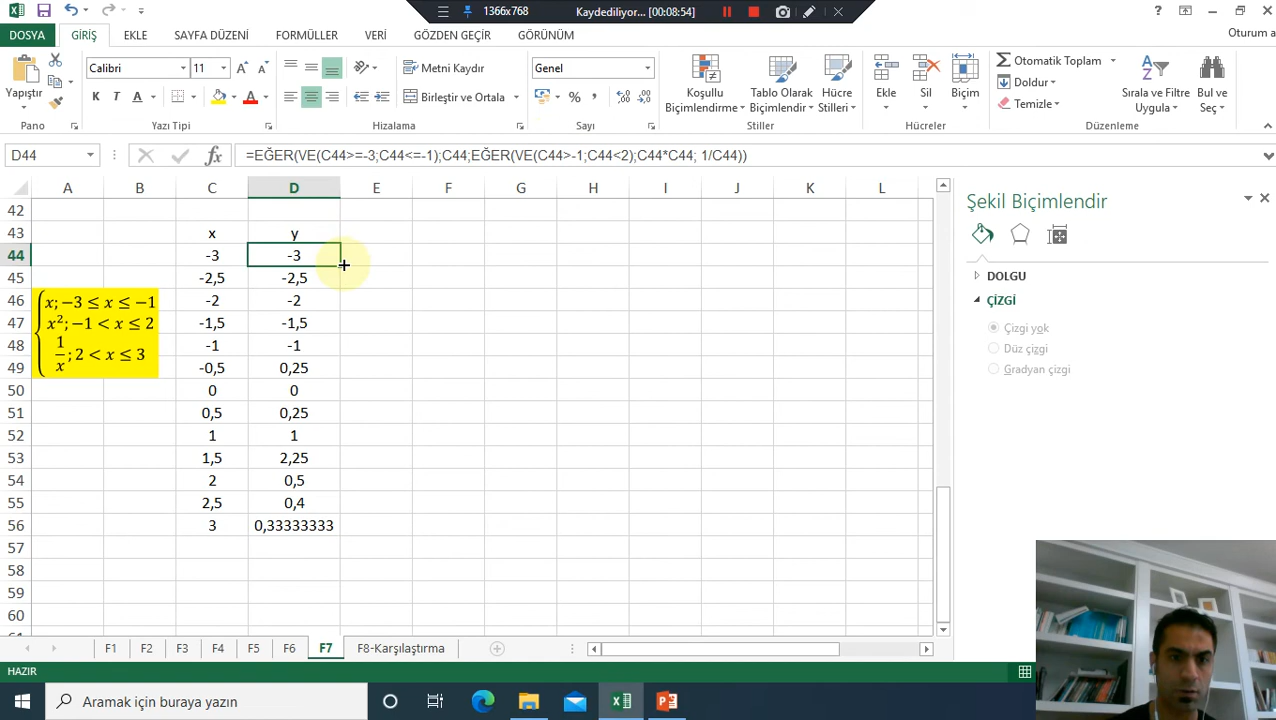 1366x768 Kaydediliyor... (00:08:54)
DOSYA GİRİŞ EKLE SAYFA DÜZENİ FORMÜLLER VERİ GÖZDEN GEÇİR GÖRÜNÜM Oturum a
Yapıştır
Pano
Calibri 11
K T A
Yazı Tipi
Metni Kaydır
Birleştir ve Ortala
Hizalama
Genel
Sayı
Koşullu Biçimlendirme
Tablo Olarak Biçimlendir
Hücre Stilleri
Stiller
Ekle Sil Biçim
Hücreler
Otomatik Toplam
Doldur
Temizle
Sırala ve Filtre Uygula
Bul ve Seç
Düzenleme
D44 fx =EĞER(VE(C44>=-3;C44<=-1);C44;EĞER(VE(C44>-1;C44<2);C44*C44; 1/C44))
A B C D E F G H I J K L
42
43 x y
44 -3 -3
45 -2,5 -2,5
46 -2 -2
47 -1,5 -1,5
48 -1 -1
49 -0,5 0,25
50 0 0
51 0,5 0,25
52 1 1
53 1,5 2,25
54 2 0,5
55 2,5 0,4
56 3 0,33333333
57
58
59
60
61
x; −3 ≤ x ≤ −1
x²; −1 < x ≤ 2
1/x; 2 < x ≤ 3
Şekil Biçimlendir
DOLGU
ÇİZGİ
Çizgi yok
Düz çizgi
Gradyan çizgi
F1 F2 F3 F4 F5 F6 F7 F8-Karşılaştırma
HAZIR
Aramak için buraya yazın